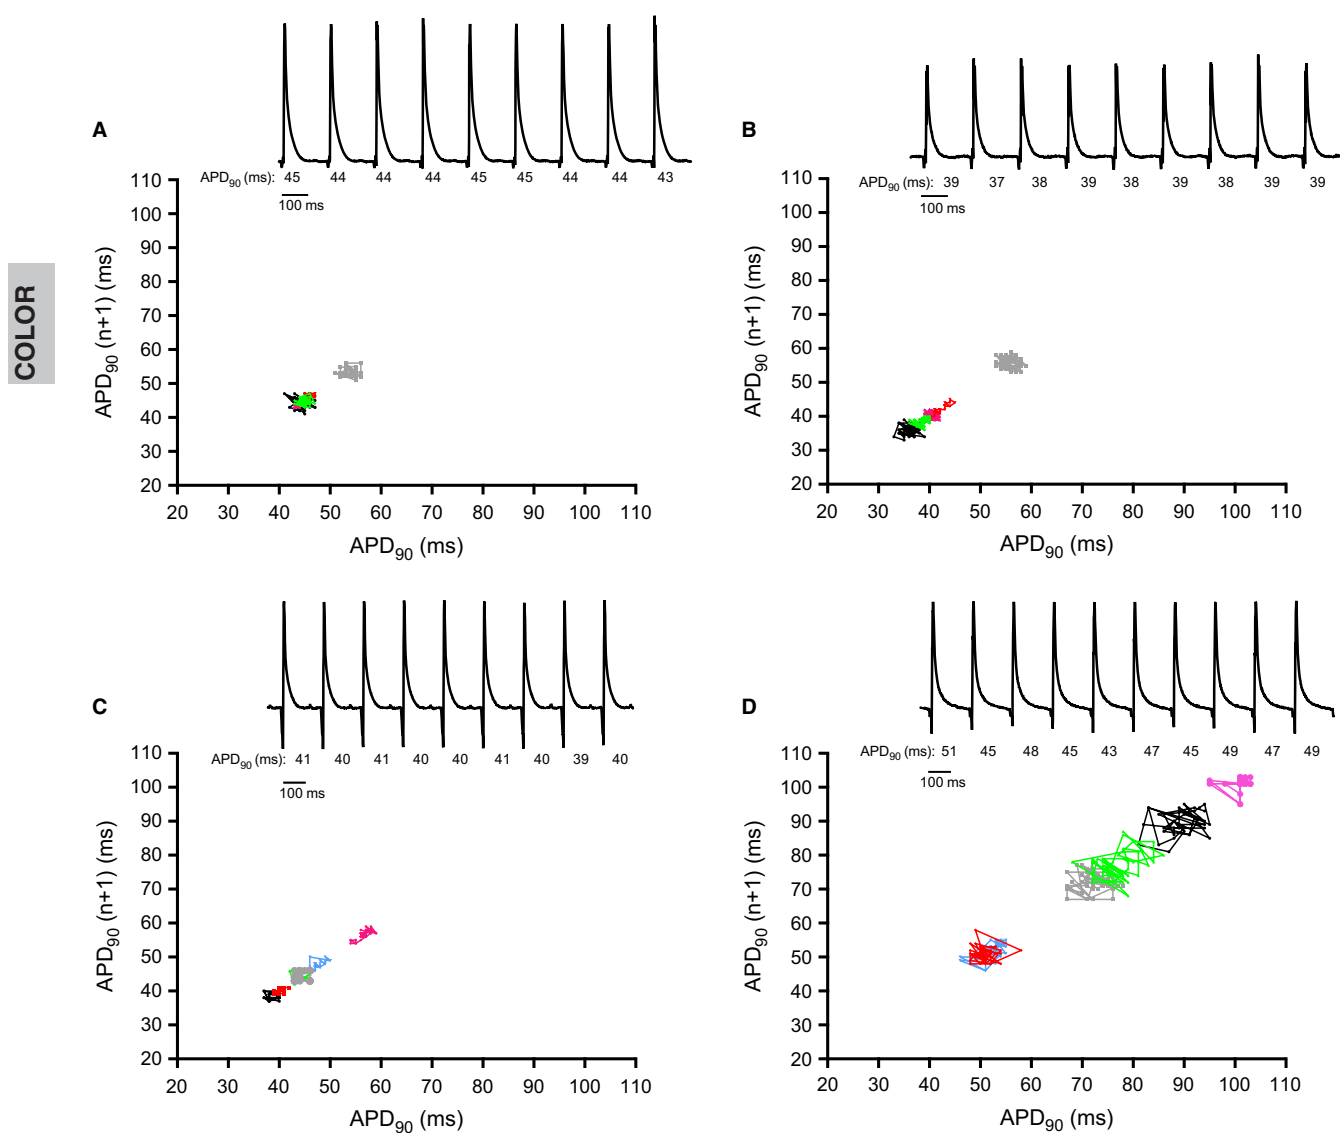 COLOR
A
APD90 (ms): 45 44 44 44 45 45 44 44 43
100 ms
APD90 (n+1) (ms)
110
100
90
80
70
60
50
40
30
20
20 30 40 50 60 70 80 90 100 110
APD90 (ms)
B
APD90 (ms): 39 37 38 39 38 39 38 39 39
100 ms
APD90 (n+1) (ms)
110
100
90
80
70
60
50
40
30
20
20 30 40 50 60 70 80 90 100 110
APD90 (ms)
C
APD90 (ms): 41 40 41 40 40 41 40 39 40
100 ms
APD90 (n+1) (ms)
110
100
90
80
70
60
50
40
30
20
20 30 40 50 60 70 80 90 100 110
APD90 (ms)
D
APD90 (ms): 51 45 48 45 43 47 45 49 47 49
100 ms
APD90 (n+1) (ms)
110
100
90
80
70
60
50
40
30
20
20 30 40 50 60 70 80 90 100 110
APD90 (ms)